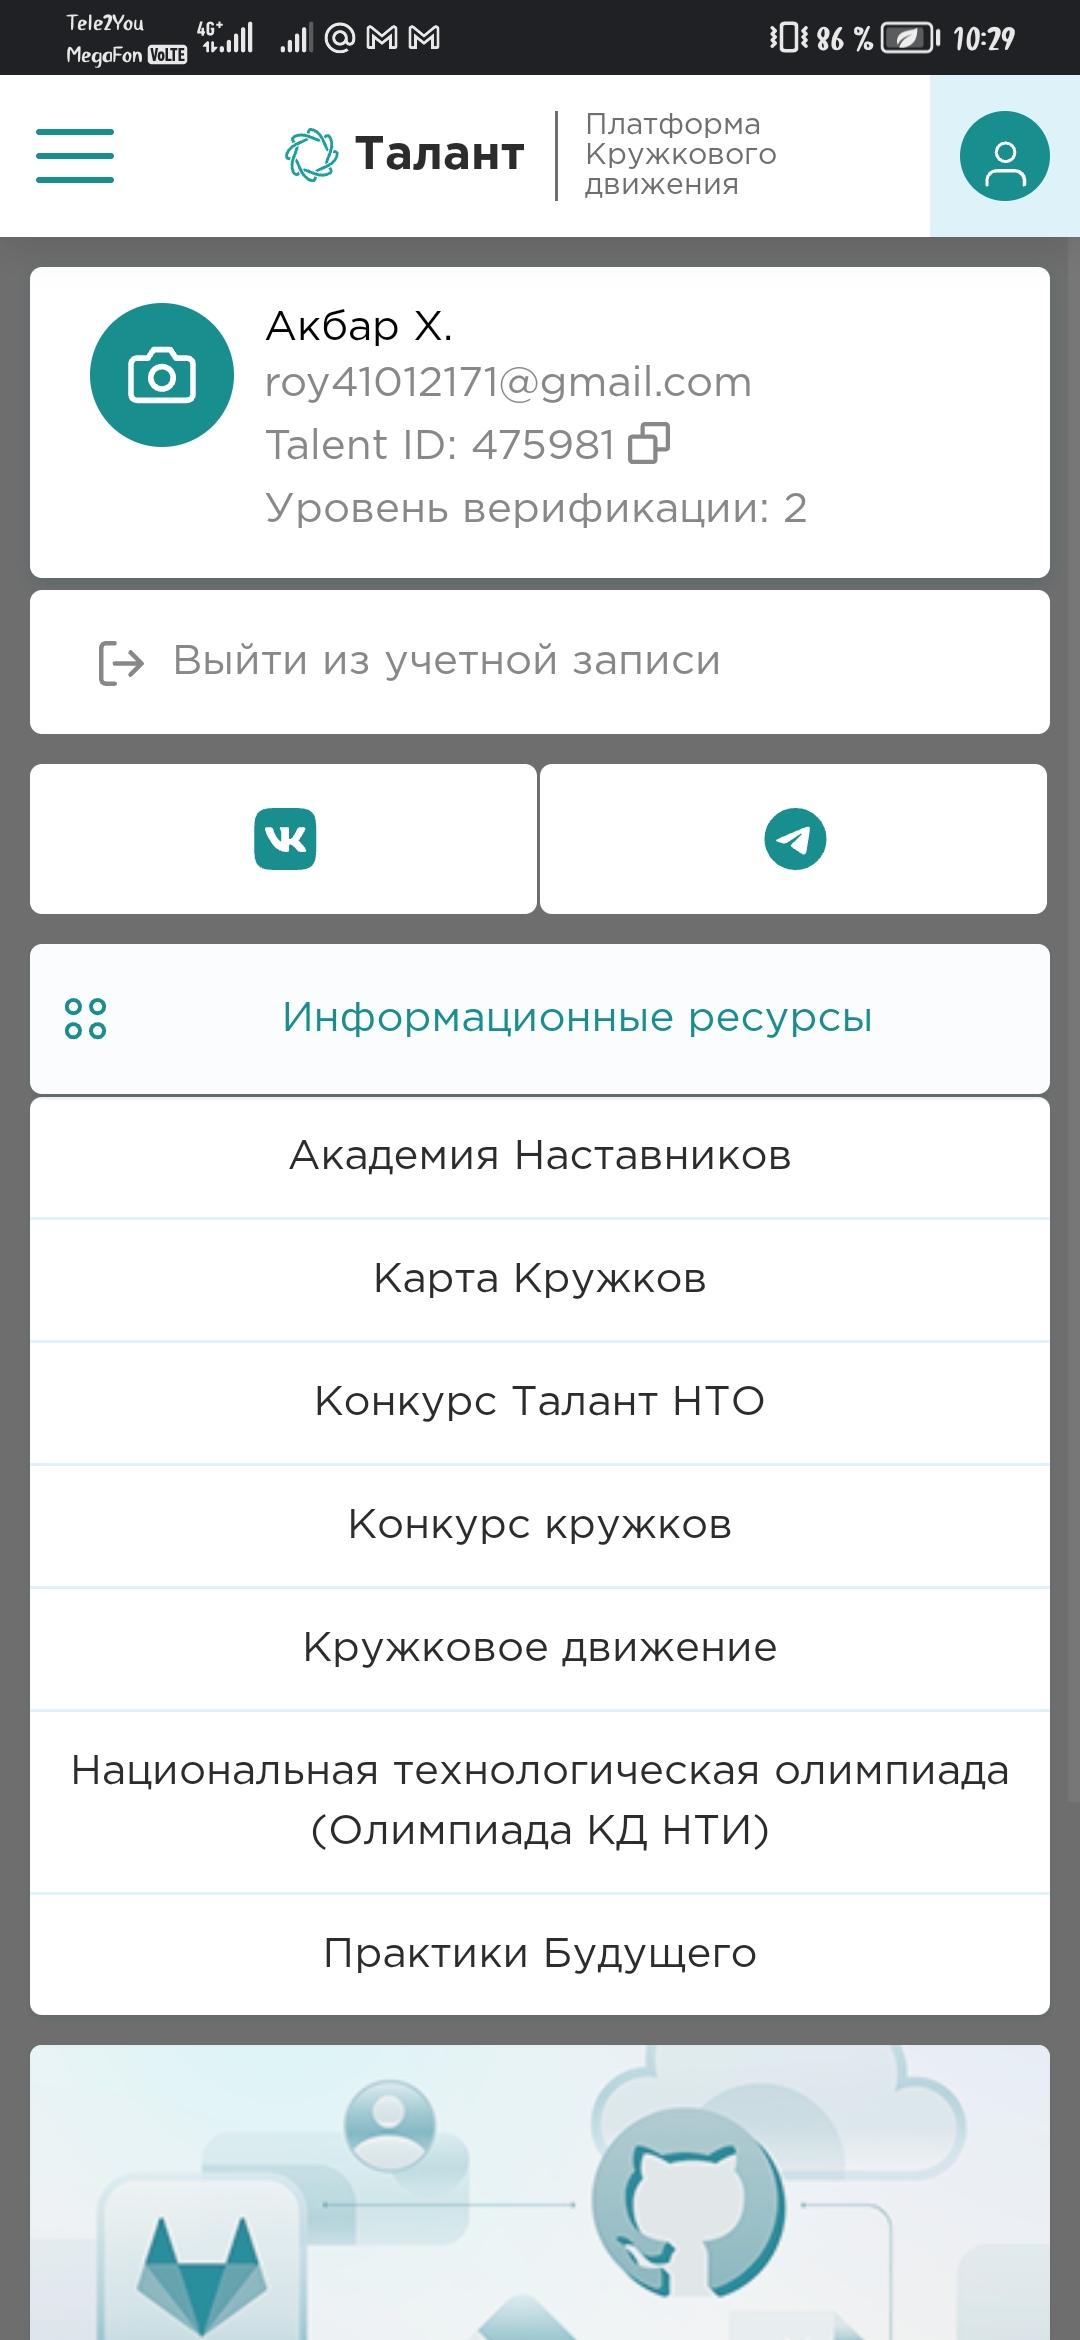 Tele2You
MegaFon VoLTE
4G+
86 %
10:29
Талант
Платформа
Кружкового
движения
Акбар Х.
roy41012171@gmail.com
Talent ID: 475981
Уровень верификации: 2
Выйти из учетной записи
Информационные ресурсы
Академия Наставников
Карта Кружков
Конкурс Талант НТО
Конкурс кружков
Кружковое движение
Национальная технологическая олимпиада
(Олимпиада КД НТИ)
Практики Будущего